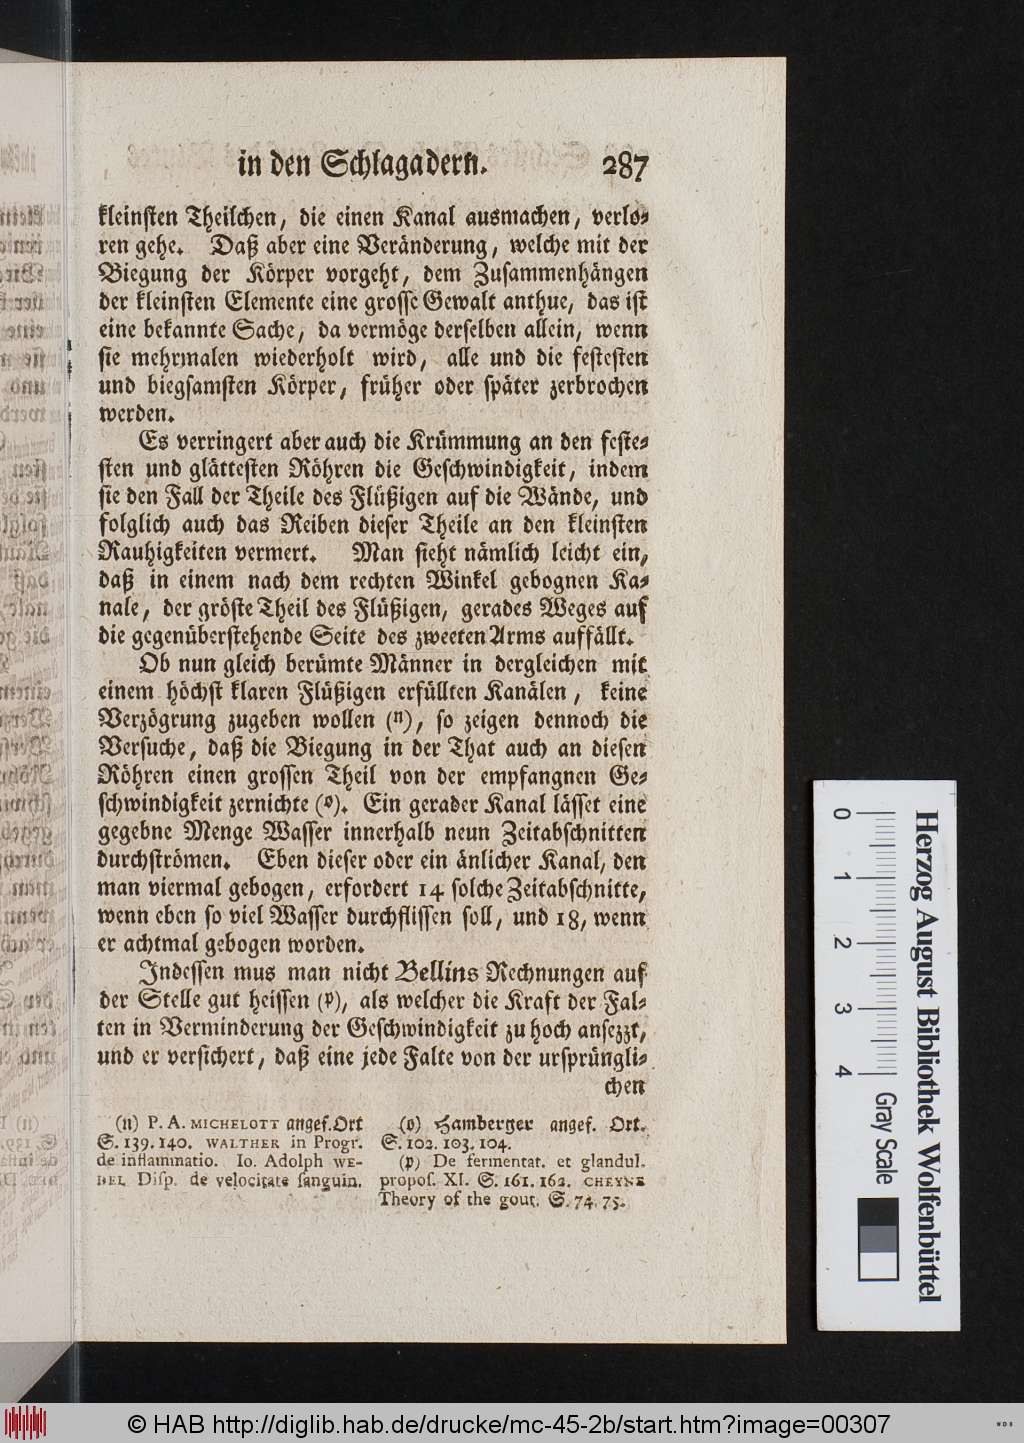 in den Schlagadern. 287
kleinsten Theilchen, die einen Kanal ausmachen, verlo-
ren gehe. Daß aber eine Veränderung, welche mit der
Biegung der Körper vorgeht, dem Zusammenhängen
der kleinsten Elemente eine grosse Gewalt anthue, das ist
eine bekannte Sache, da vermöge derselben allein, wenn
sie mehrmalen wiederholt wird, alle und die festesten
und biegsamsten Körper, früher oder später zerbrochen
werden.
Es verringert aber auch die Krümmung an den feste-
sten und glättesten Röhren die Geschwindigkeit, indem
sie den Fall der Theile des Flüßigen auf die Wände, und
folglich auch das Reiben dieser Theile an den kleinsten
Rauhigkeiten vermert. Man sieht nämlich leicht ein,
daß in einem nach dem rechten Winkel gebognen Ka-
nale, der gröste Theil des Flüßigen, gerades Weges auf
die gegenüberstehende Seite des zweeten Arms auffällt.
Ob nun gleich berümte Männer in dergleichen mit
einem höchst klaren Flüßigen erfüllten Kanälen, keine
Verzögrung zugeben wollen (n), so zeigen dennoch die
Versuche, daß die Biegung in der That auch an diesen
Röhren einen grossen Theil von der empfangnen Ge-
schwindigkeit zernichte (o). Ein gerader Kanal lässet eine
gegebne Menge Wasser innerhalb neun Zeitabschnitten
durchströmen. Eben dieser oder ein änlicher Kanal, den
man viermal gebogen, erfordert 14 solche Zeitabschnitte,
wenn eben so viel Wasser durchflissen soll, und 18, wenn
er achtmal gebogen worden.
Indessen mus man nicht Bellins Rechnungen auf
der Stelle gut heissen (p), als welcher die Kraft der Fal-
ten in Verminderung der Geschwindigkeit zu hoch ansezzt,
und er versichert, daß eine jede Falte von der ursprüngli-
chen
(n) P. A. MICHELOTT angef. Ort
S. 139. 140. WALTHER in Progr.
de inflammatio. Io. Adolph WE-
DEL Disp. de velocitate sanguin.
(o) Hamberger angef. Ort.
S. 102. 103. 104.
(p) De fermentat. et glandul.
propos. XI. S. 161. 162. CHEYNE
Theory of the gout. S. 74. 75.
0 1 2 3 4
Gray Scale
Herzog August Bibliothek Wolfenbüttel
© HAB http://diglib.hab.de/drucke/mc-45-2b/start.htm?image=00307